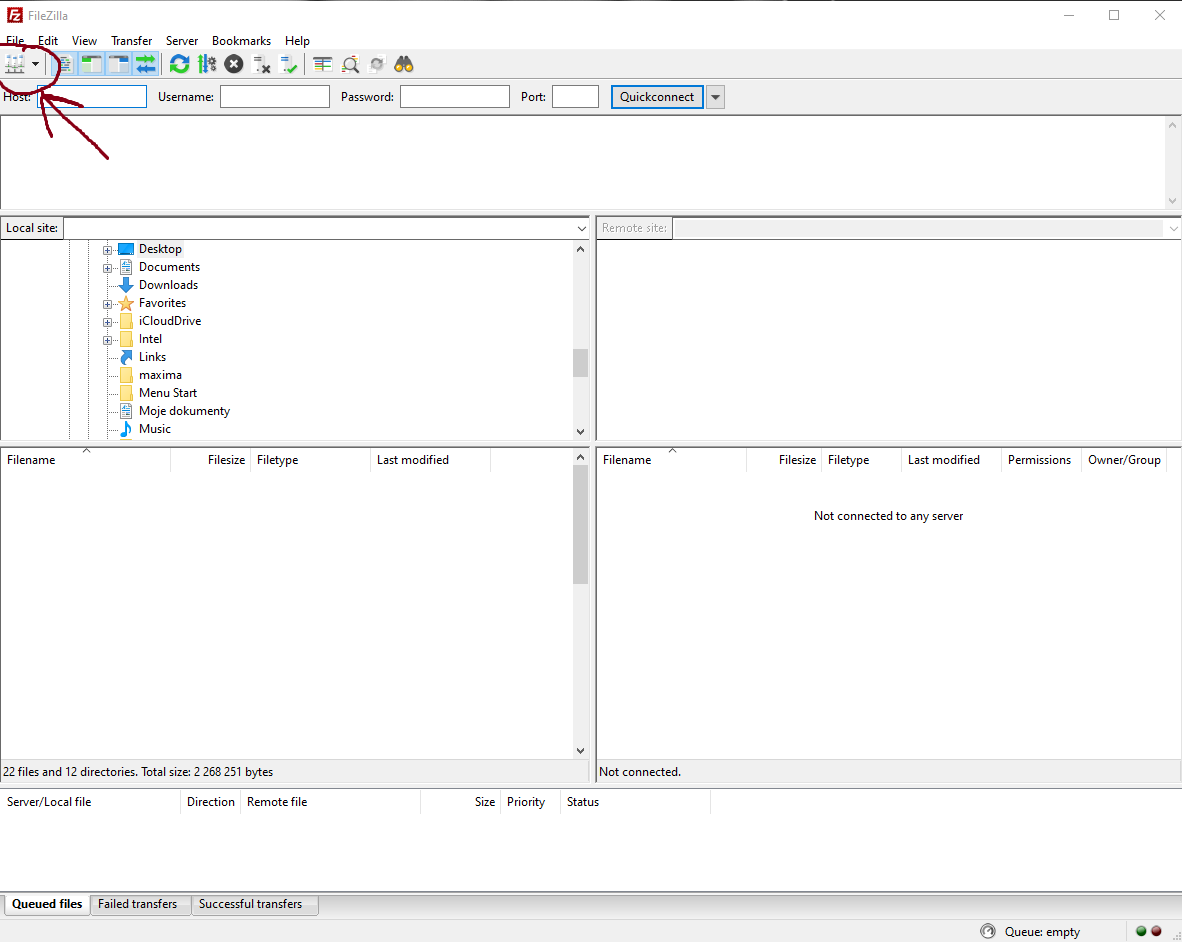 FileZilla
File Edit View Transfer Server Bookmarks Help
Host: Username: Password: Port: Quickconnect
Local site: Remote site:
Desktop
Documents
Downloads
Favorites
iCloudDrive
Intel
Links
maxima
Menu Start
Moje dokumenty
Music
Filename Filesize Filetype Last modified Filename Filesize Filetype Last modified Permissions Owner/Group
Not connected to any server
22 files and 12 directories. Total size: 2 268 251 bytes Not connected.
Server/Local file Direction Remote file Size Priority Status
Queued files Failed transfers Successful transfers
Queue: empty